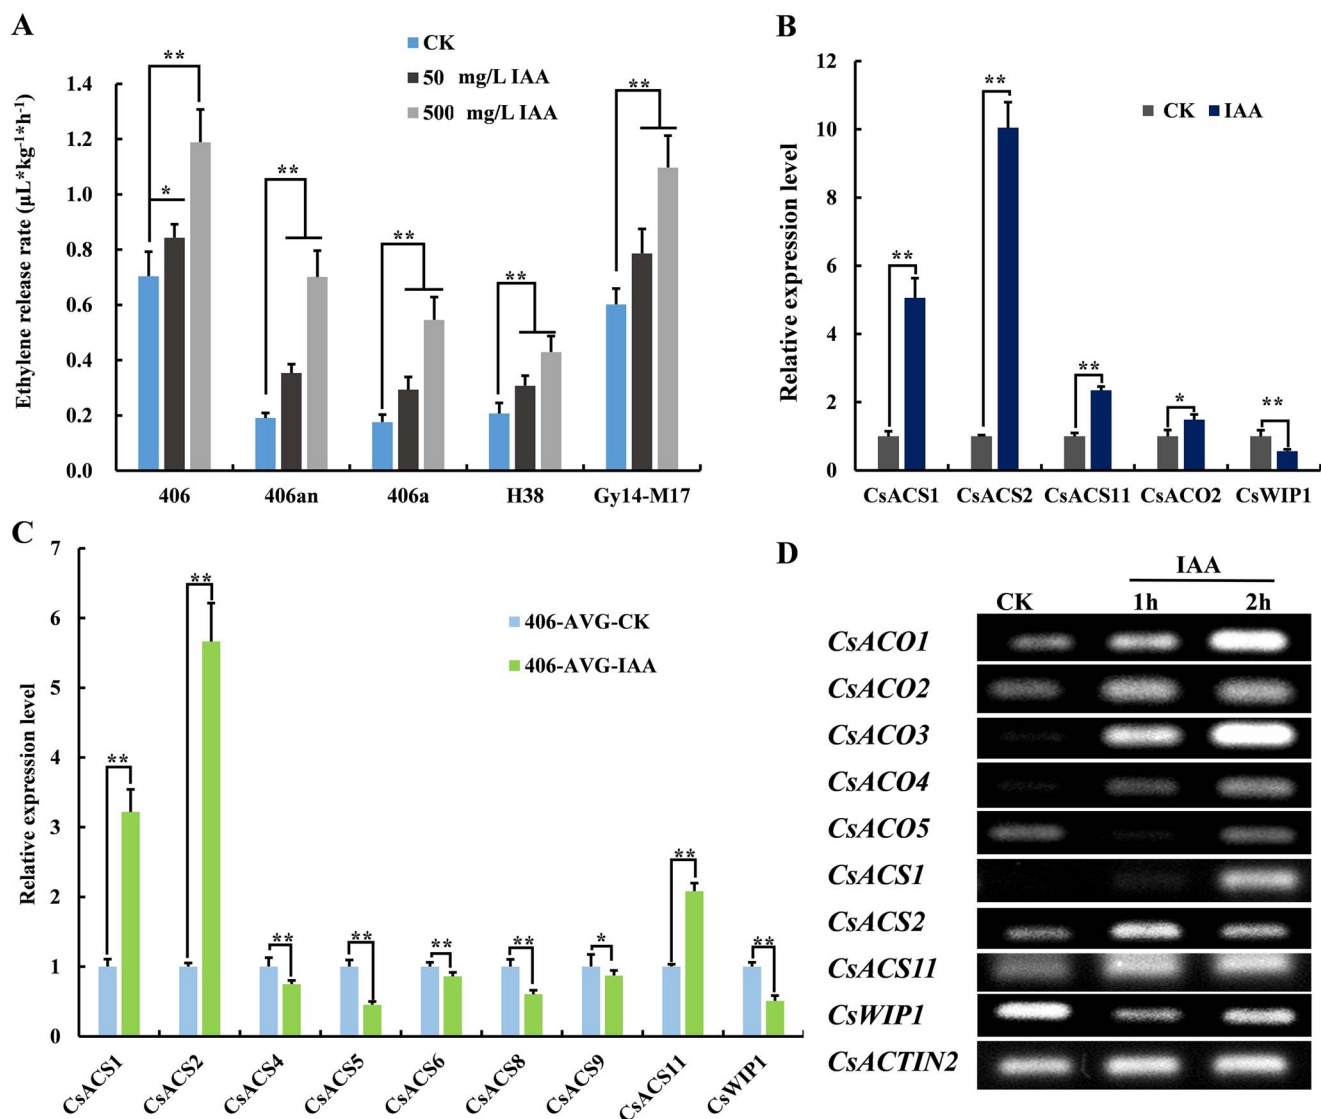 A
CK
50 mg/L IAA
500 mg/L IAA
Ethylene release rate (μL*kg⁻¹*h⁻¹)
1.4
1.2
1.0
0.8
0.6
0.4
0.2
0.0
**
*
**
**
**
**
406 406an 406a H38 Gy14-M17
B
CK IAA
Relative expression level
12
10
8
6
4
2
0
**
**
**
*
**
CsACS1 CsACS2 CsACS11 CsACO2 CsWIP1
C
406-AVG-CK
406-AVG-IAA
Relative expression level
7
6
5
4
3
2
1
0
**
**
**
**
**
**
*
**
**
CsACS1 CsACS2 CsACS4 CsACS5 CsACS6 CsACS8 CsACS9 CsACS11 CsWIP1
D
IAA
CK 1h 2h
CsACO1
CsACO2
CsACO3
CsACO4
CsACO5
CsACS1
CsACS2
CsACS11
CsWIP1
CsACTIN2